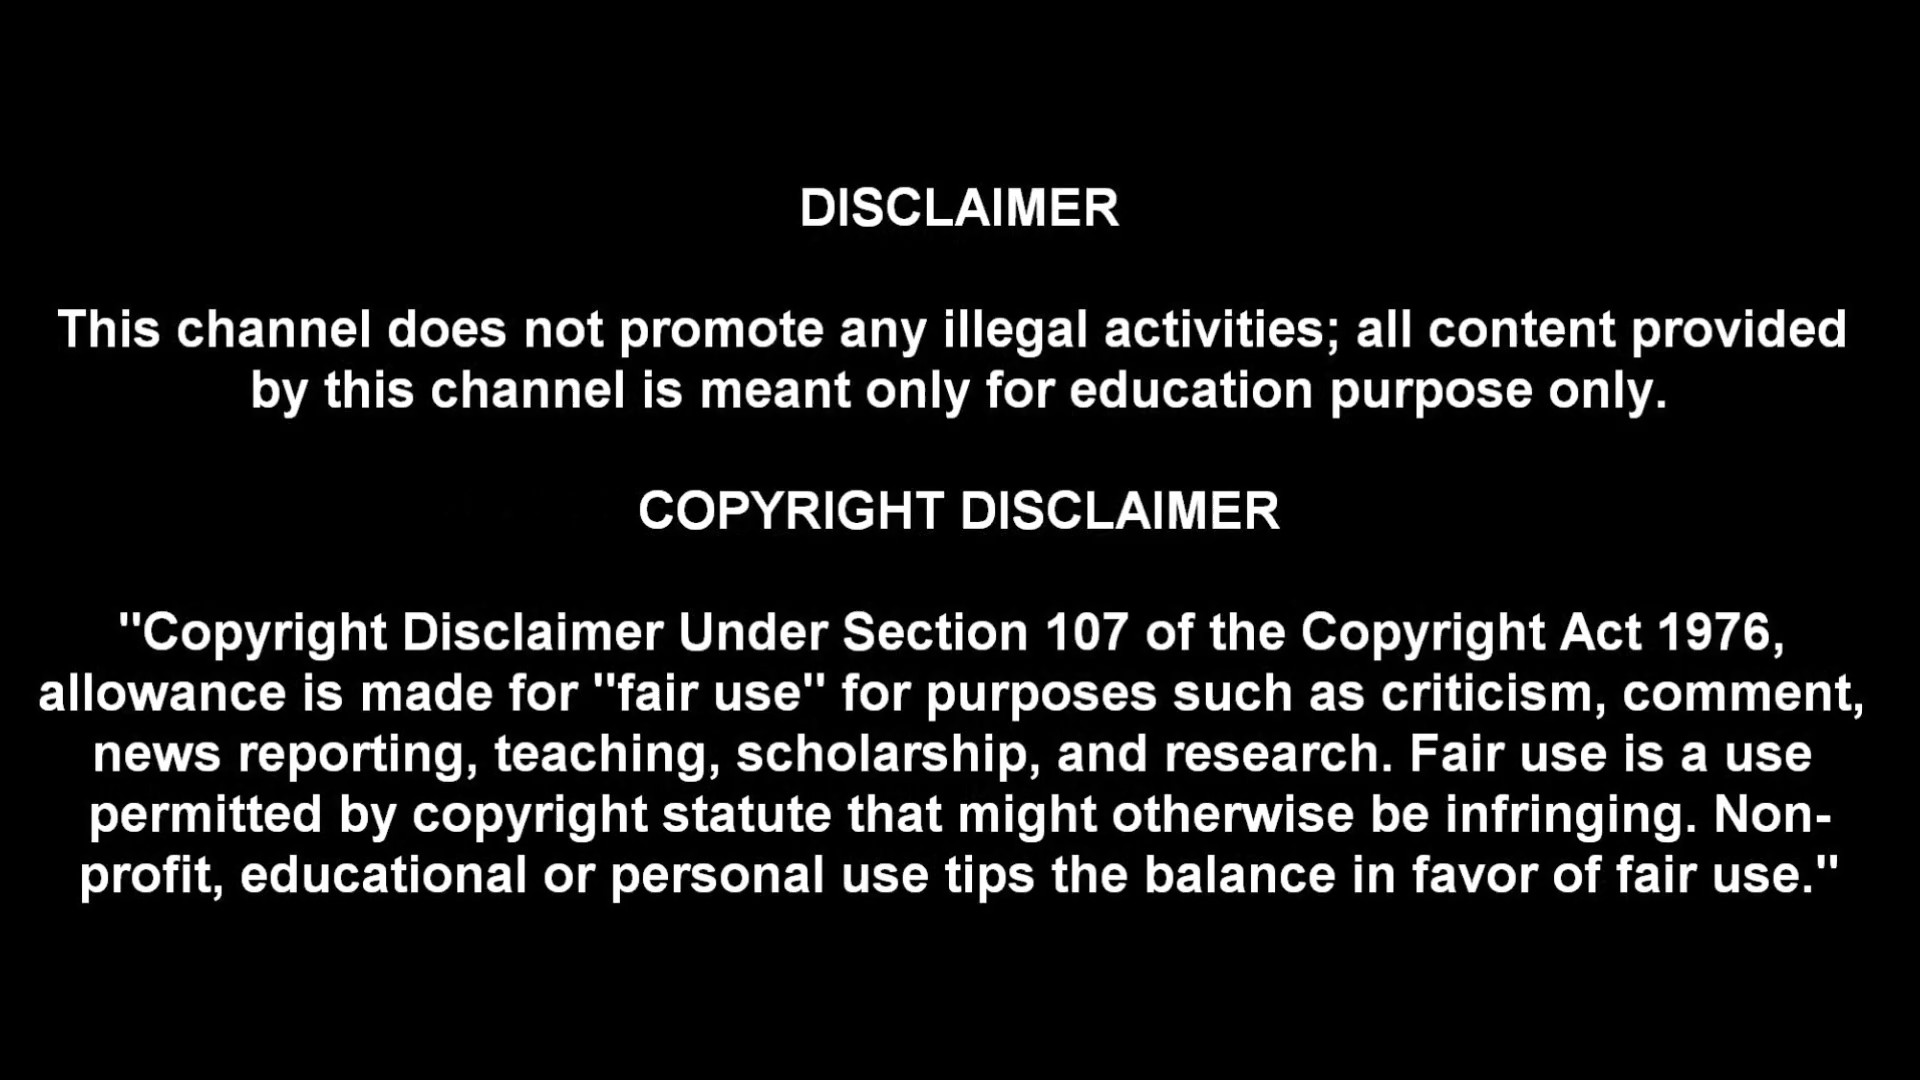 DISCLAIMER
This channel does not promote any illegal activities; all content provided
by this channel is meant only for education purpose only.
COPYRIGHT DISCLAIMER
"Copyright Disclaimer Under Section 107 of the Copyright Act 1976,
allowance is made for "fair use" for purposes such as criticism, comment,
news reporting, teaching, scholarship, and research. Fair use is a use
permitted by copyright statute that might otherwise be infringing. Non-
profit, educational or personal use tips the balance in favor of fair use."